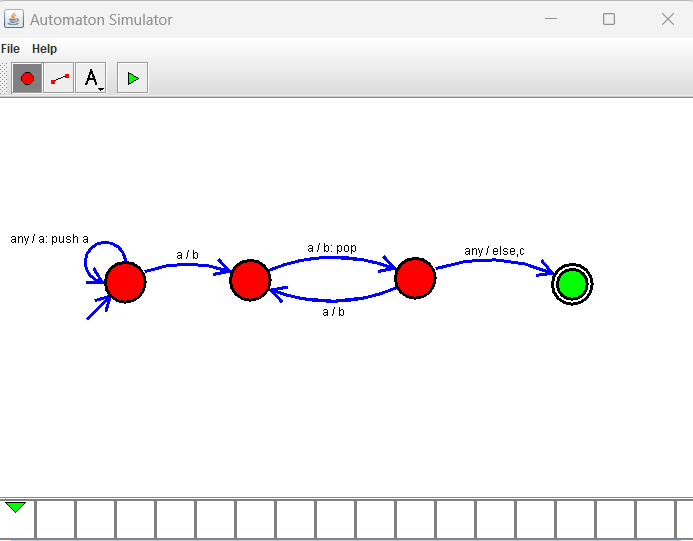 Automaton Simulator
File Help
A
any / a: push a
a / b
a / b: pop
any / else,c
a / b